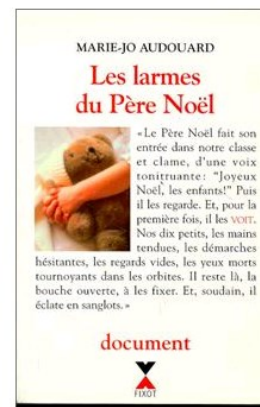 MARIE-JO AUDOUARD
Les larmes
du Père Noël
« Le Père Noël fait son
entrée dans notre classe
et clame, d'une voix
tonitruante: "Joyeux
Noël, les enfants!" Puis
il les regarde. Et, pour la
première fois, il les VOIT.
Nos dix petits, les mains
tendues, les démarches
hésitantes, les regards vides, les yeux morts
tournoyants dans les orbites. Il reste là, la
bouche ouverte, à les fixer. Et, soudain, il
éclate en sanglots. »
document
FIXOT